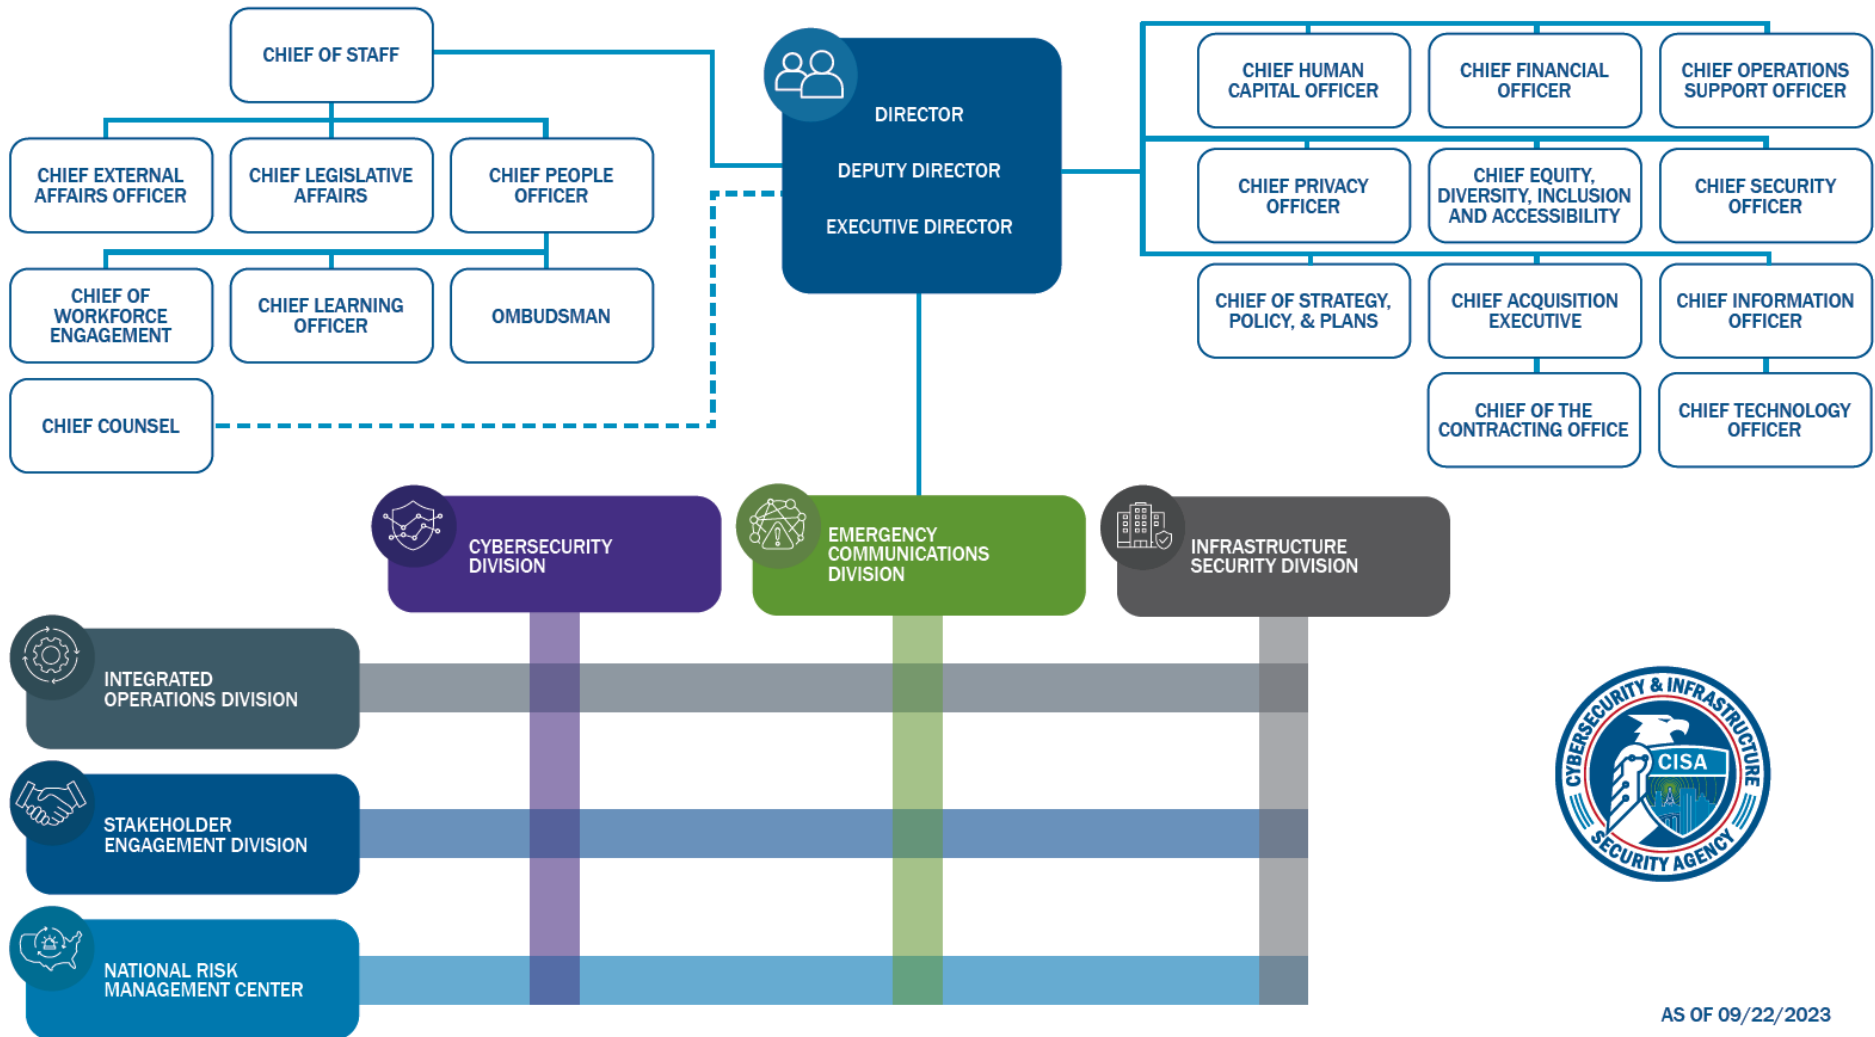 CHIEF OF STAFF
CHIEF EXTERNAL
AFFAIRS OFFICER
CHIEF LEGISLATIVE
AFFAIRS
CHIEF PEOPLE
OFFICER
CHIEF OF
WORKFORCE
ENGAGEMENT
CHIEF LEARNING
OFFICER
OMBUDSMAN
CHIEF COUNSEL
DIRECTOR
DEPUTY DIRECTOR
EXECUTIVE DIRECTOR
CHIEF HUMAN
CAPITAL OFFICER
CHIEF FINANCIAL
OFFICER
CHIEF OPERATIONS
SUPPORT OFFICER
CHIEF PRIVACY
OFFICER
CHIEF EQUITY,
DIVERSITY, INCLUSION
AND ACCESSIBILITY
CHIEF SECURITY
OFFICER
CHIEF OF STRATEGY,
POLICY, & PLANS
CHIEF ACQUISITION
EXECUTIVE
CHIEF INFORMATION
OFFICER
CHIEF OF THE
CONTRACTING OFFICE
CHIEF TECHNOLOGY
OFFICER
CYBERSECURITY
DIVISION
EMERGENCY
COMMUNICATIONS
DIVISION
INFRASTRUCTURE
SECURITY DIVISION
INTEGRATED
OPERATIONS DIVISION
STAKEHOLDER
ENGAGEMENT DIVISION
NATIONAL RISK
MANAGEMENT CENTER
CYBERSECURITY & INFRASTRUCTURE
CISA
SECURITY AGENCY
AS OF 09/22/2023